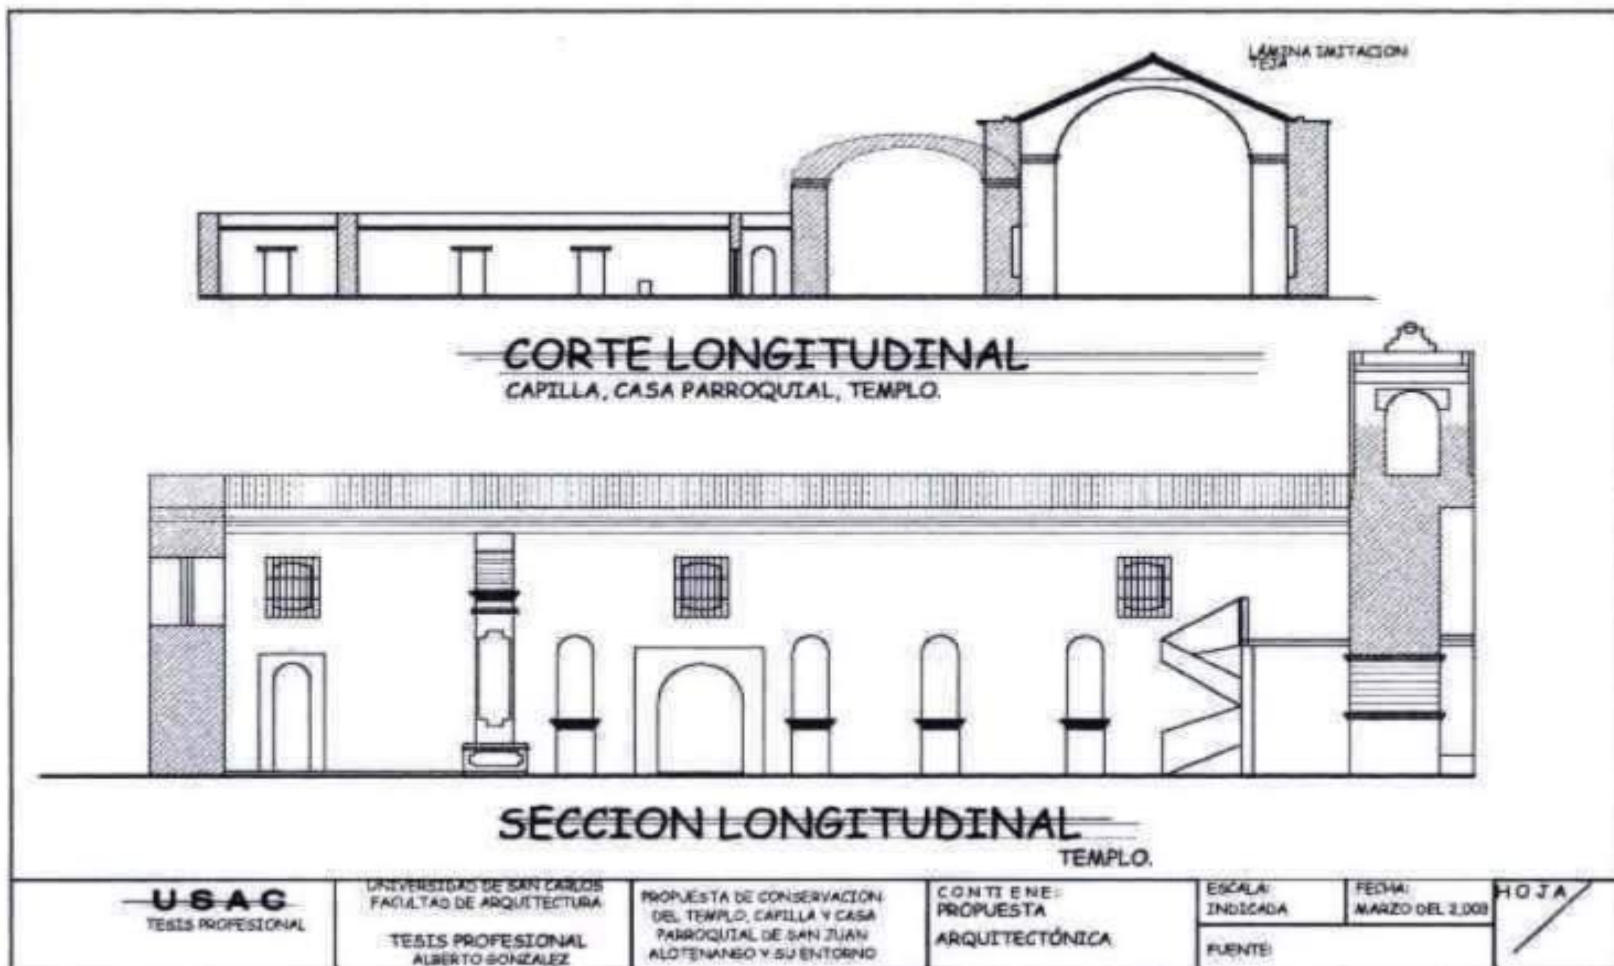 LAMINA IMITACION
TEJA
CORTE LONGITUDINAL
CAPILLA, CASA PARROQUIAL, TEMPLO.
SECCION LONGITUDINAL
TEMPLO.
USAC
TESIS PROFESIONAL
UNIVERSIDAD DE SAN CARLOS
FACULTAD DE ARQUITECTURA
TESIS PROFESIONAL
ALBERTO GONZALEZ
PROPUESTA DE CONSERVACIÓN
DEL TEMPLO, CAPILLA Y CASA
PARROQUIAL DE SAN JUAN
ALOTENANGO Y SU ENTORNO
CONTIENE:
PROPUESTA
ARQUITECTÓNICA
ESCALA:
INDICADA
FECHA:
MARZO DEL 2,003
FUENTE:
HOJA